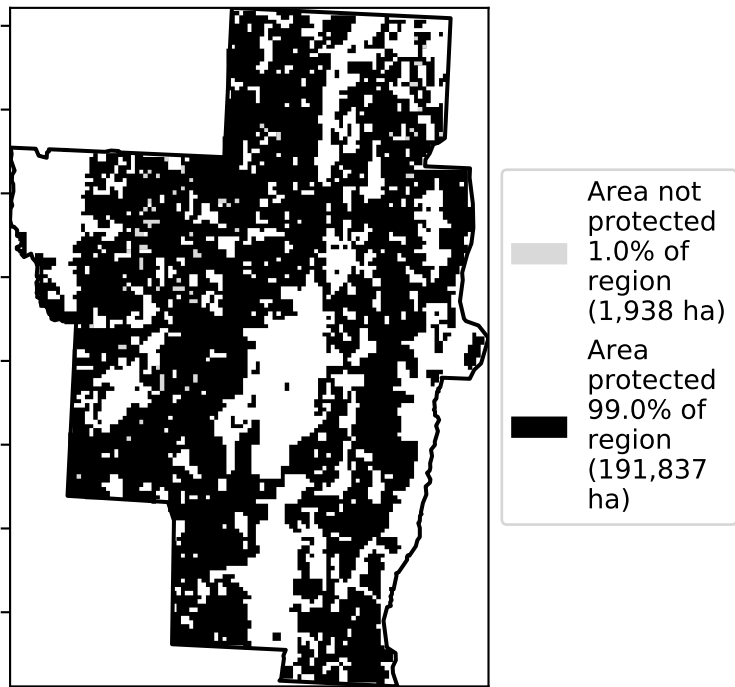 Area not
protected
1.0% of
region
(1,938 ha)
Area
protected
99.0% of
region
(191,837
ha)